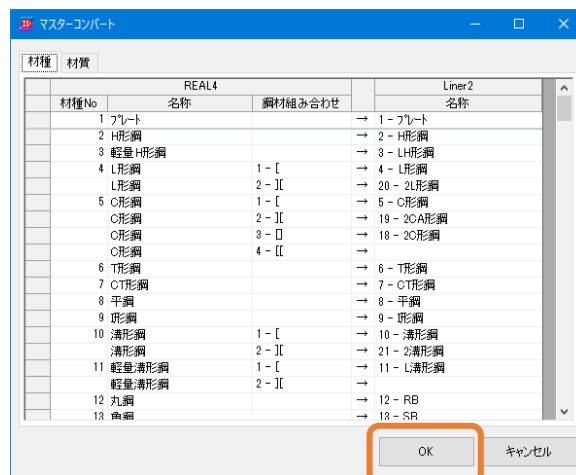 マスターコンバート
材種 材質
REAL4 Liner2
材種No 名称 鋼材組み合わせ 名称
1 ﾌﾟﾚｰﾄ → 1 - ﾌﾟﾚｰﾄ
2 H形鋼 → 2 - H形鋼
3 軽量H形鋼 → 3 - LH形鋼
4 L形鋼 1 - [ → 4 - L形鋼
L形鋼 2 - ][ → 20 - 2L形鋼
5 C形鋼 1 - [ → 5 - C形鋼
C形鋼 2 - ][ → 19 - 2CA形鋼
C形鋼 3 - [] → 18 - 2C形鋼
C形鋼 4 - [[ →
6 T形鋼 → 6 - T形鋼
7 CT形鋼 → 7 - CT形鋼
8 平鋼 → 8 - 平鋼
9 I形鋼 → 9 - I形鋼
10 溝形鋼 1 - [ → 10 - 溝形鋼
溝形鋼 2 - ][ → 21 - 2溝形鋼
11 軽量溝形鋼 1 - [ → 11 - L溝形鋼
軽量溝形鋼 2 - ][ →
12 丸鋼 → 12 - RB
13 角鋼 → 13 - SB
OK キャンセル